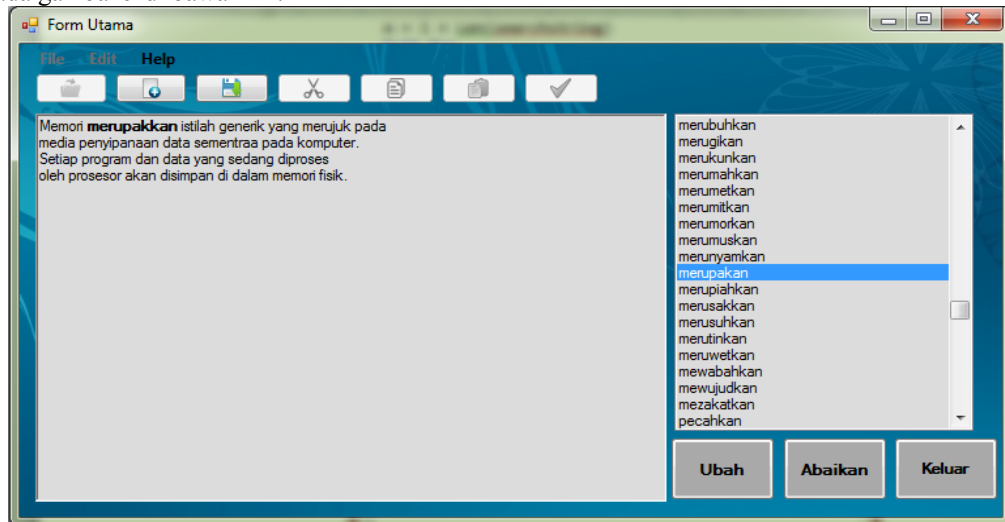 Form Utama
File Edit Help
Memori merupakkan istilah generik yang merujuk pada
media penyipanaan data sementraa pada komputer.
Setiap program dan data yang sedang diproses
oleh prosesor akan disimpan di dalam memori fisik.
merubuhkan
merugikan
merukunkan
merumahkan
merumetkan
merumitkan
merumorkan
merumuskan
merunyamkan
merupakan
merupiahkan
merusakkan
merusuhkan
merutinkan
meruwetkan
mewabahkan
mewujudkan
mezakatkan
pecahkan
Ubah Abaikan Keluar